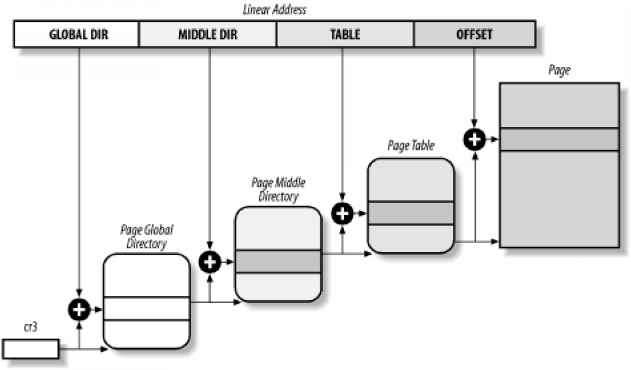 Linear Address
GLOBAL DIR
MIDDLE DIR
TABLE
OFFSET
Page
Page Table
Page Middle
Directory
Page Global
Directory
cr3